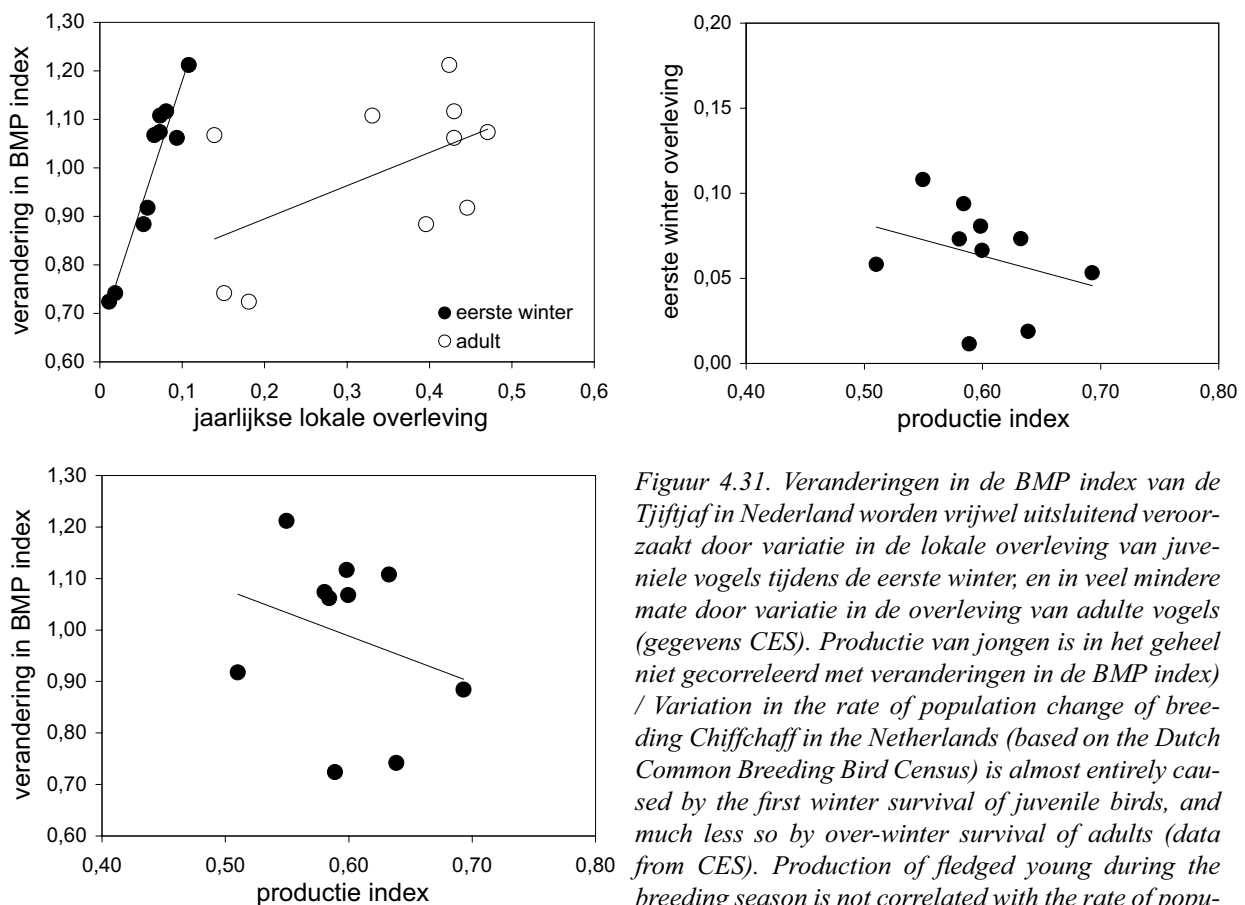 1,30
1,20
1,10
1,00
0,90
0,80
0,70
0,60
verandering in BMP index
0
0,1
0,2
0,3
0,4
0,5
0,6
jaarlijkse lokale overleving
eerste winter
adult
0,20
0,15
0,10
0,05
0,00
eerste winter overleving
0,40
0,50
0,60
0,70
0,80
productie index
1,30
1,20
1,10
1,00
0,90
0,80
0,70
0,60
verandering in BMP index
0,40
0,50
0,60
0,70
0,80
productie index
Figuur 4.31. Veranderingen in de BMP index van de
Tjiftjaf in Nederland worden vrijwel uitsluitend veroor-
zaakt door variatie in de lokale overleving van juve-
niele vogels tijdens de eerste winter, en in veel mindere
mate door variatie in de overleving van adulte vogels
(gegevens CES). Productie van jongen is in het geheel
niet gecorreleerd met veranderingen in de BMP index)
/ Variation in the rate of population change of bree-
ding Chiffchaff in the Netherlands (based on the Dutch
Common Breeding Bird Census) is almost entirely cau-
sed by the first winter survival of juvenile birds, and
much less so by over-winter survival of adults (data
from CES). Production of fledged young during the
breeding season is not correlated with the rate of popu-